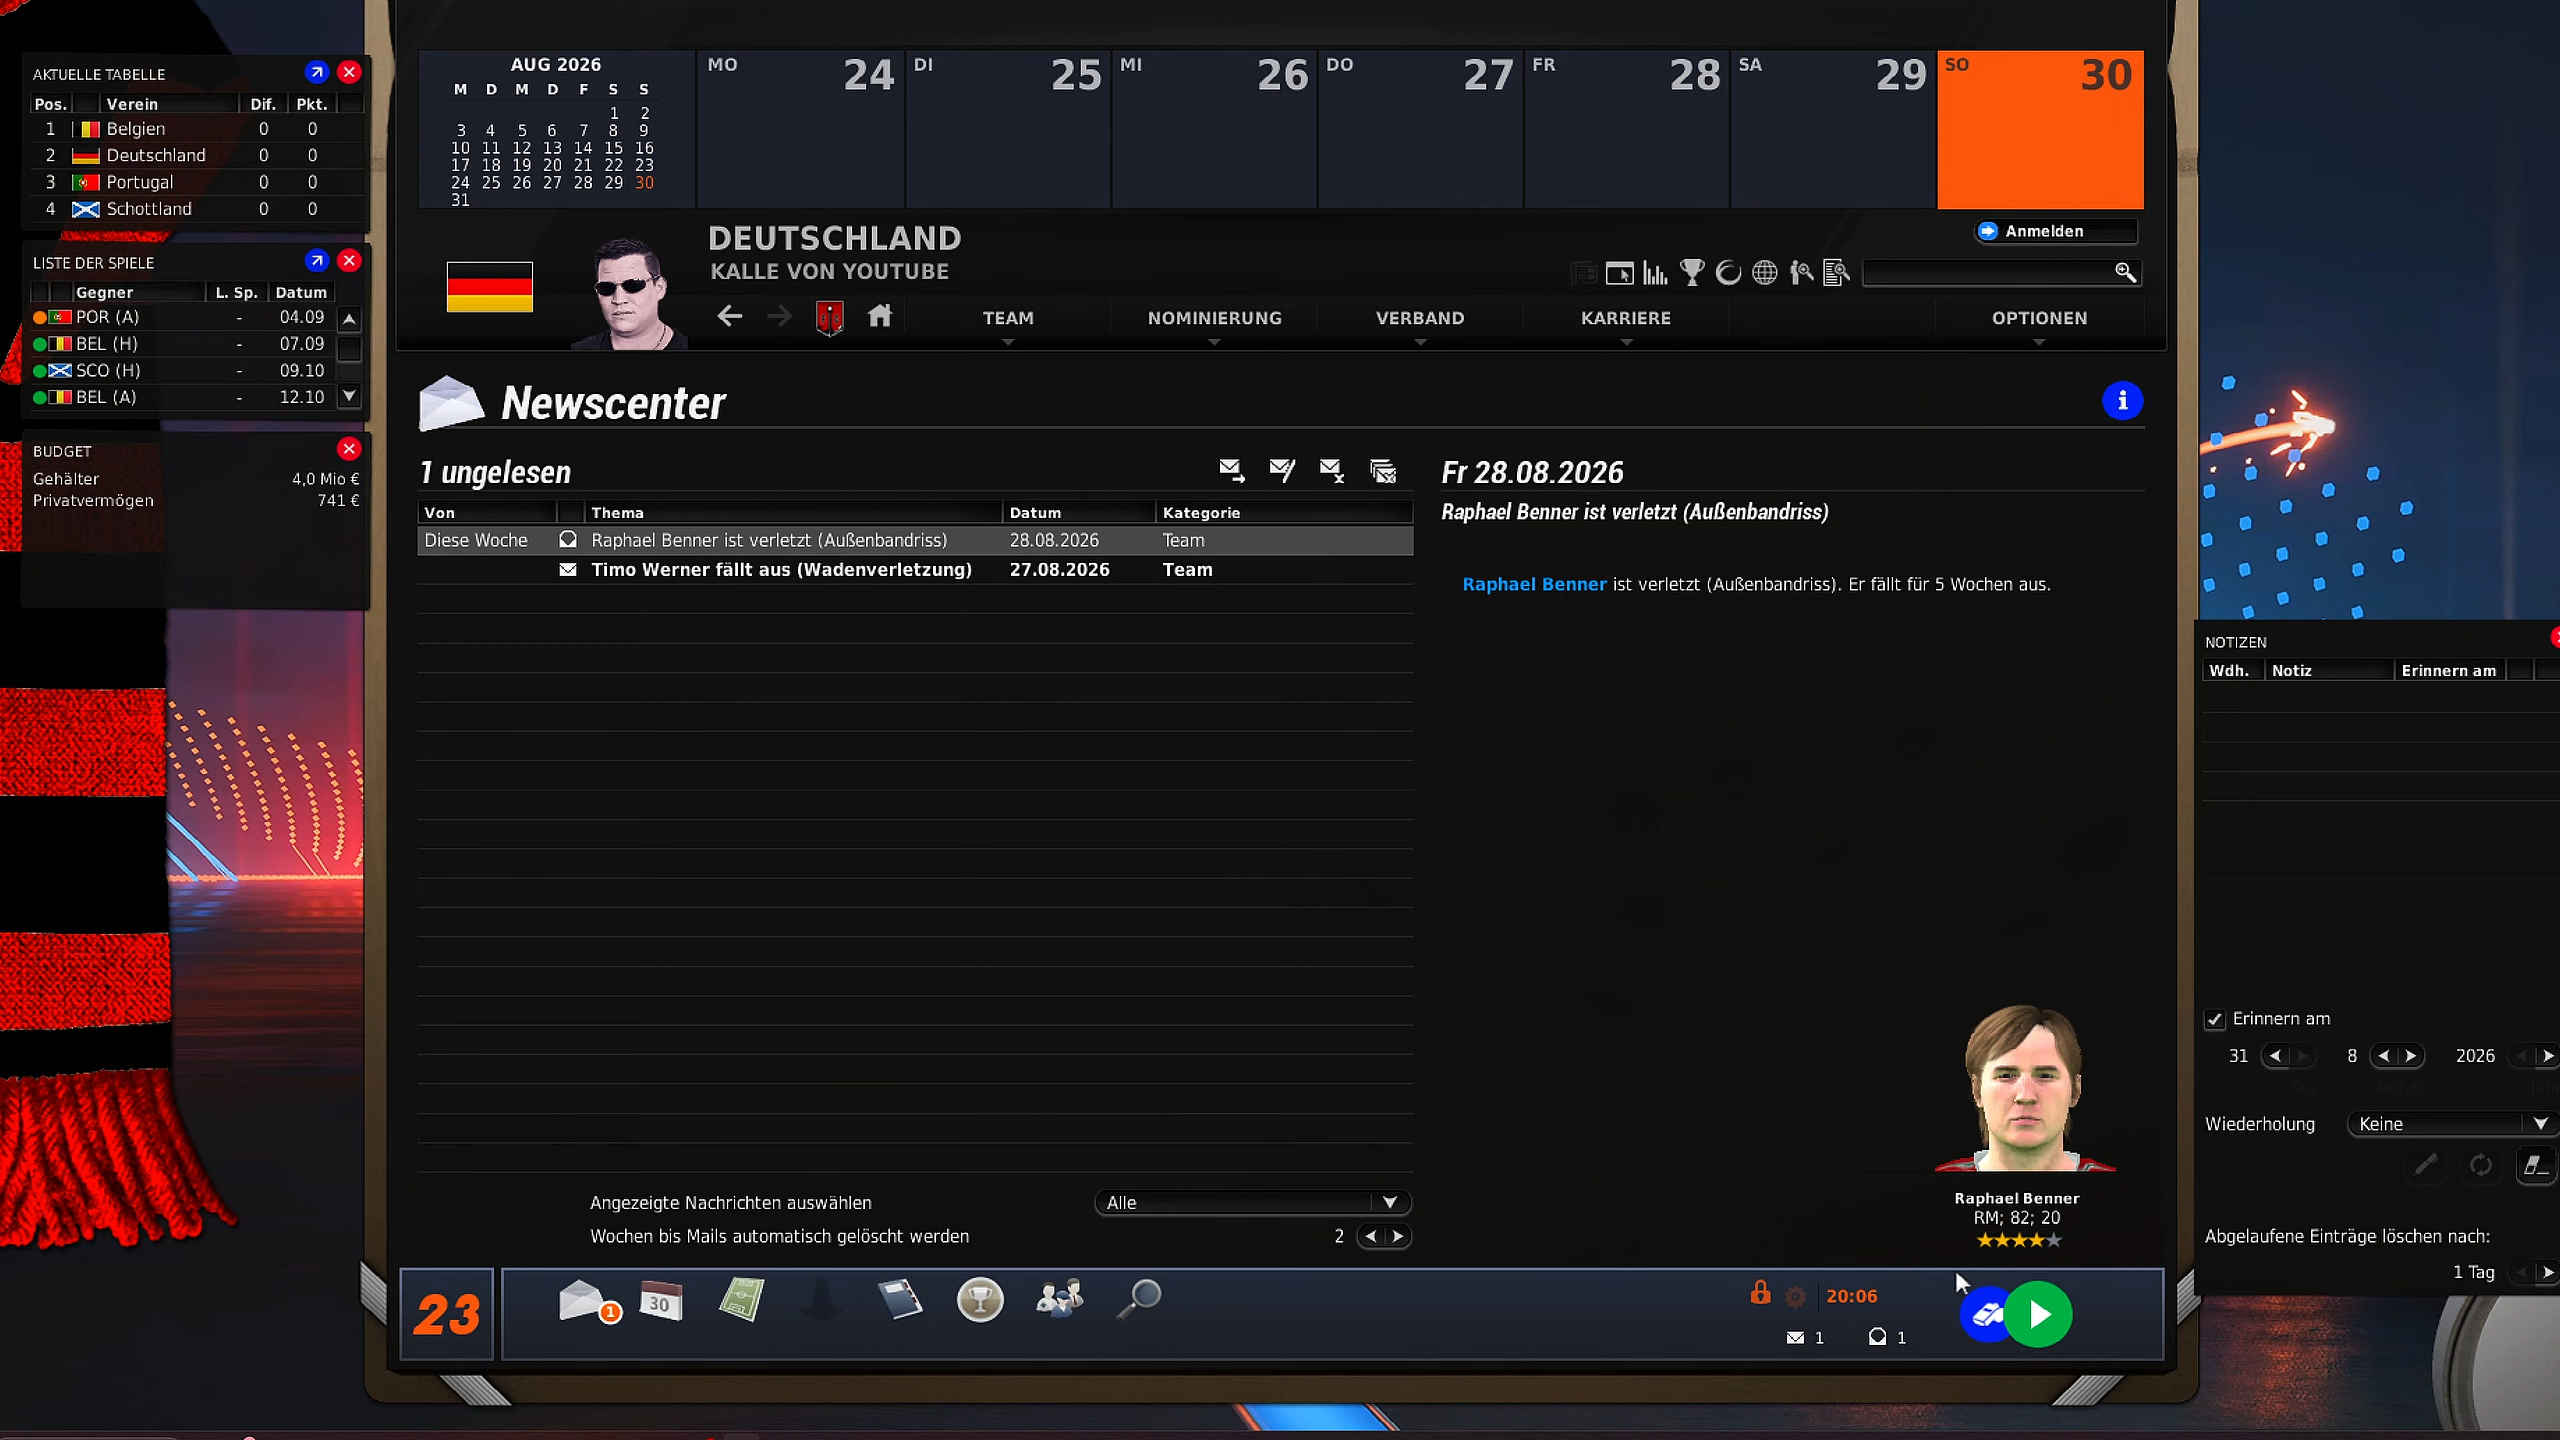 AKTUELLE TABELLE
Pos. Verein Dif. Pkt.
1 Belgien 0 0
2 Deutschland 0 0
3 Portugal 0 0
4 Schottland 0 0
LISTE DER SPIELE
Gegner L. Sp. Datum
POR (A) - 04.09
BEL (H) - 07.09
SCO (H) - 09.10
BEL (A) - 12.10
BUDGET
Gehälter 4,0 Mio €
Privatvermögen 741 €
AUG 2026
M D M D F S S
1 2
3 4 5 6 7 8 9
10 11 12 13 14 15 16
17 18 19 20 21 22 23
24 25 26 27 28 29 30
31
MO 24 DI 25 MI 26 DO 27 FR 28 SA 29 SO 30
Anmelden
DEUTSCHLAND
KALLE VON YOUTUBE
TEAM NOMINIERUNG VERBAND KARRIERE OPTIONEN
Newscenter
i
1 ungelesen
Von Thema Datum Kategorie
Diese Woche Raphael Benner ist verletzt (Außenbandriss) 28.08.2026 Team
Timo Werner fällt aus (Wadenverletzung) 27.08.2026 Team
Fr 28.08.2026
Raphael Benner ist verletzt (Außenbandriss)
Raphael Benner ist verletzt (Außenbandriss). Er fällt für 5 Wochen aus.
Raphael Benner
RM; 82; 20
Angezeigte Nachrichten auswählen Alle
Wochen bis Mails automatisch gelöscht werden 2
23
1
30
20:06
1 1
NOTIZEN
Wdh. Notiz Erinnern am
Erinnern am
31 8 2026
Wiederholung Keine
Abgelaufene Einträge löschen nach:
1 Tag